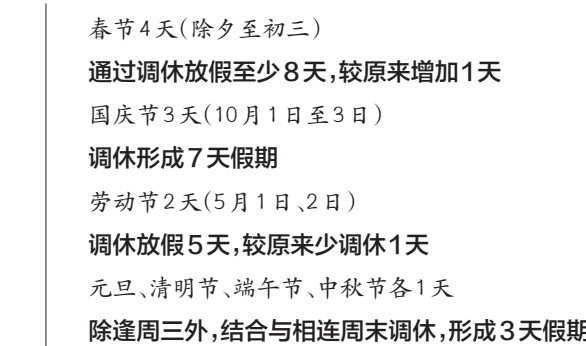 春节4天(除夕至初三)
通过调休放假至少8天,较原来增加1天
国庆节3天(10月1日至3日)
调休形成7天假期
劳动节2天(5月1日、2日)
调休放假5天,较原来少调休1天
元旦、清明节、端午节、中秋节各1天
除逢周三外,结合与相连周末调休,形成3天假期